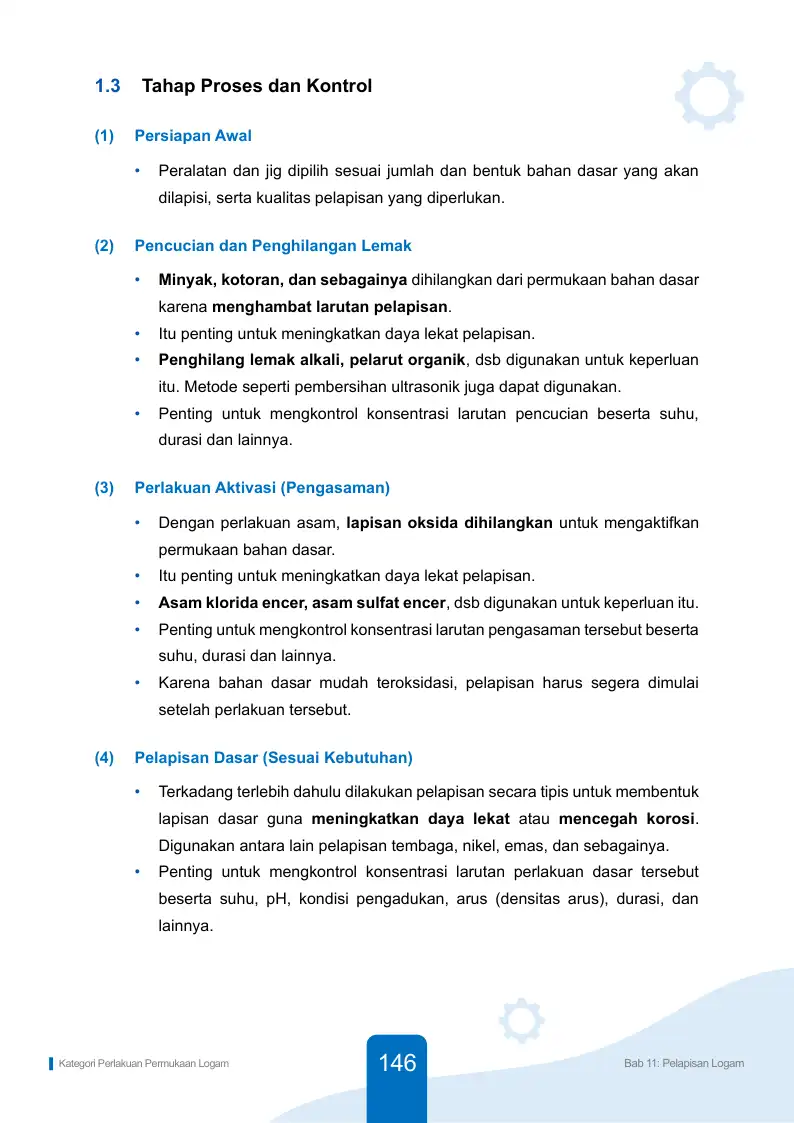 1.3 Tahap Proses dan Kontrol
(1) Persiapan Awal
• Peralatan dan jig dipilih sesuai jumlah dan bentuk bahan dasar yang akan
dilapisi, serta kualitas pelapisan yang diperlukan.
(2) Pencucian dan Penghilangan Lemak
• Minyak, kotoran, dan sebagainya dihilangkan dari permukaan bahan dasar
karena menghambat larutan pelapisan.
• Itu penting untuk meningkatkan daya lekat pelapisan.
• Penghilang lemak alkali, pelarut organik, dsb digunakan untuk keperluan
itu. Metode seperti pembersihan ultrasonik juga dapat digunakan.
• Penting untuk mengkontrol konsentrasi larutan pencucian beserta suhu,
durasi dan lainnya.
(3) Perlakuan Aktivasi (Pengasaman)
• Dengan perlakuan asam, lapisan oksida dihilangkan untuk mengaktifkan
permukaan bahan dasar.
• Itu penting untuk meningkatkan daya lekat pelapisan.
• Asam klorida encer, asam sulfat encer, dsb digunakan untuk keperluan itu.
• Penting untuk mengkontrol konsentrasi larutan pengasaman tersebut beserta
suhu, durasi dan lainnya.
• Karena bahan dasar mudah teroksidasi, pelapisan harus segera dimulai
setelah perlakuan tersebut.
(4) Pelapisan Dasar (Sesuai Kebutuhan)
• Terkadang terlebih dahulu dilakukan pelapisan secara tipis untuk membentuk
lapisan dasar guna meningkatkan daya lekat atau mencegah korosi.
Digunakan antara lain pelapisan tembaga, nikel, emas, dan sebagainya.
• Penting untuk mengkontrol konsentrasi larutan perlakuan dasar tersebut
beserta suhu, pH, kondisi pengadukan, arus (densitas arus), durasi, dan
lainnya.
Kategori Perlakuan Permukaan Logam
146
Bab 11: Pelapisan Logam